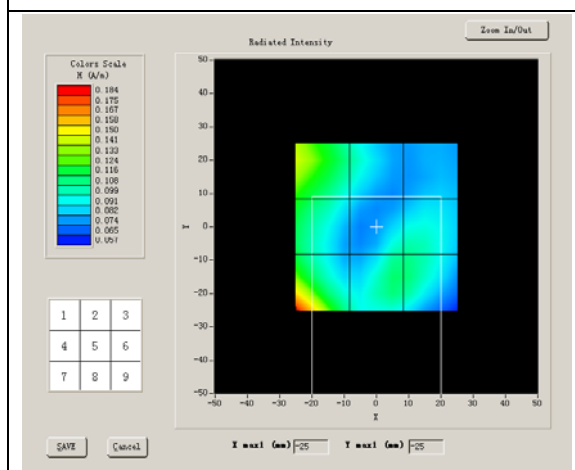 Zoom In/Out
Radiated Intensity
Colors Scale
H (A/m)
0.184
0.175
0.167
0.158
0.150
0.141
0.133
0.124
0.116
0.108
0.099
0.091
0.082
0.074
0.065
0.057
50
40
30
20
10
Y 0
-10
-20
-30
-40
-50
-50 -40 -30 -20 -10 0 10 20 30 40 50
X
1 2 3
4 5 6
7 8 9
SAVE Cancel X max1 (mm) -25 Y max1 (mm) -25